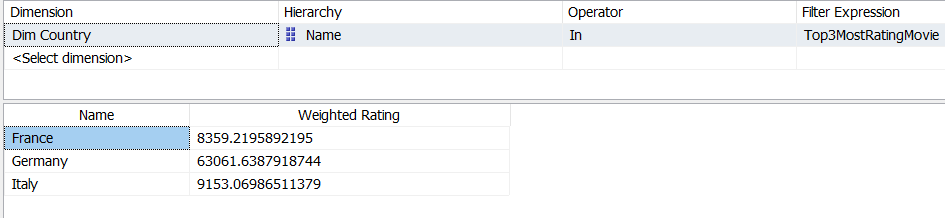 Dimension Hierarchy Operator Filter Expression
Dim Country Name In Top3MostRatingMovie
<Select dimension>
Name Weighted Rating
France 8359.2195892195
Germany 63061.6387918744
Italy 9153.06986511379